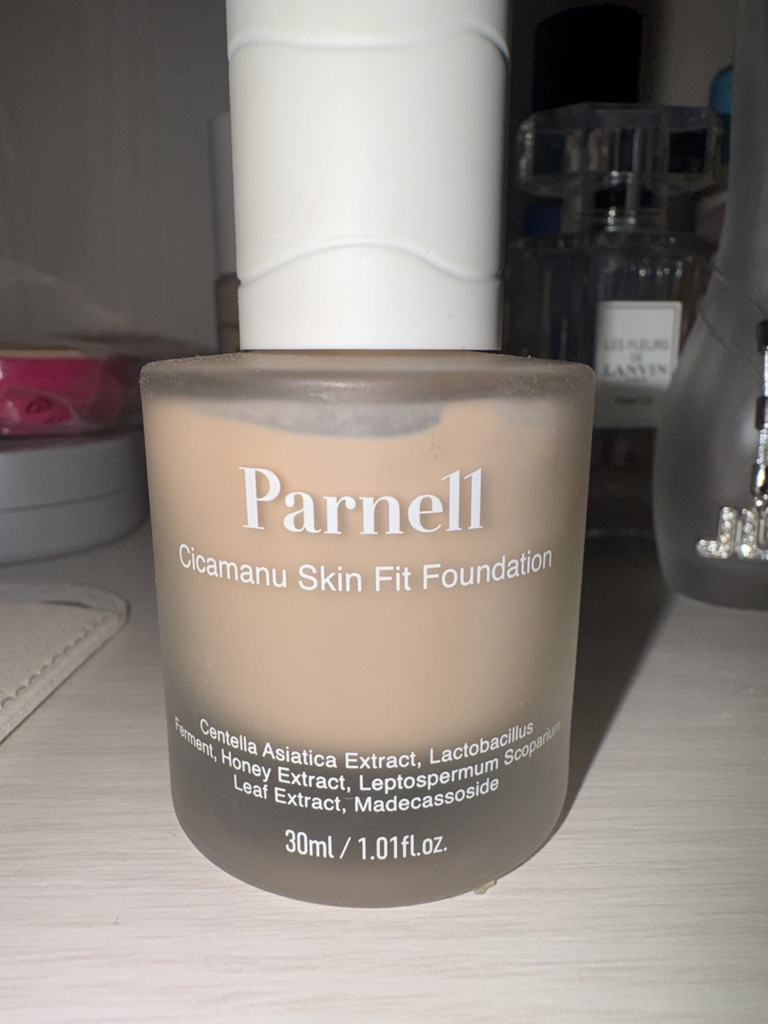 Parnell
Cicamanu Skin Fit Foundation
Centella Asiatica Extract, Lactobacillus
Ferment, Honey Extract, Leptospermum Scoparium
Leaf Extract, Madecassoside
30ml / 1.01fl.oz.
LES FLEURS
DE
LANVIN